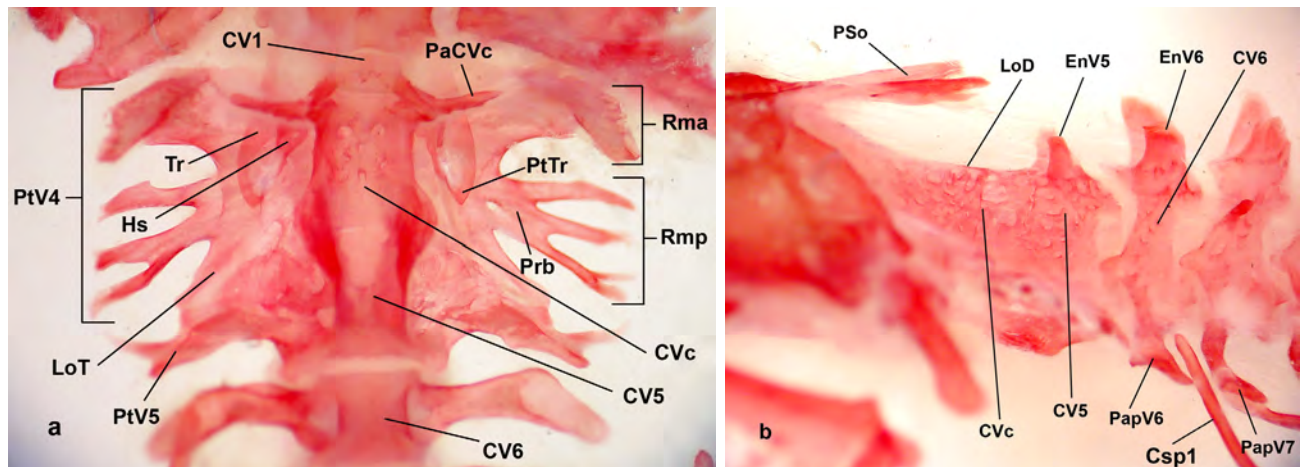 CV1
PaCVc
Rma
Tr
PtTr
PtV4
Hs
Rmp
Prb
LoT
CVc
PtV5
CV5
a
CV6
PSo
LoD
EnV5
EnV6
CV6
b
CVc
CV5
PapV6
Csp1
PapV7